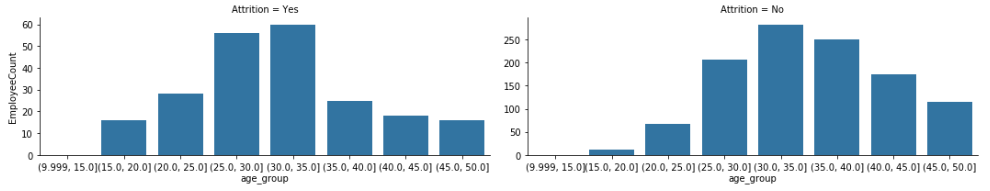 Attrition = Yes
EmployeeCount
60
50
40
30
20
10
0
(9.999, 15.0] (15.0, 20.0] (20.0, 25.0] (25.0, 30.0] (30.0, 35.0] (35.0, 40.0] (40.0, 45.0] (45.0, 50.0]
age_group
Attrition = No
250
200
150
100
50
0
(9.999, 15.0] (15.0, 20.0] (20.0, 25.0] (25.0, 30.0] (30.0, 35.0] (35.0, 40.0] (40.0, 45.0] (45.0, 50.0]
age_group